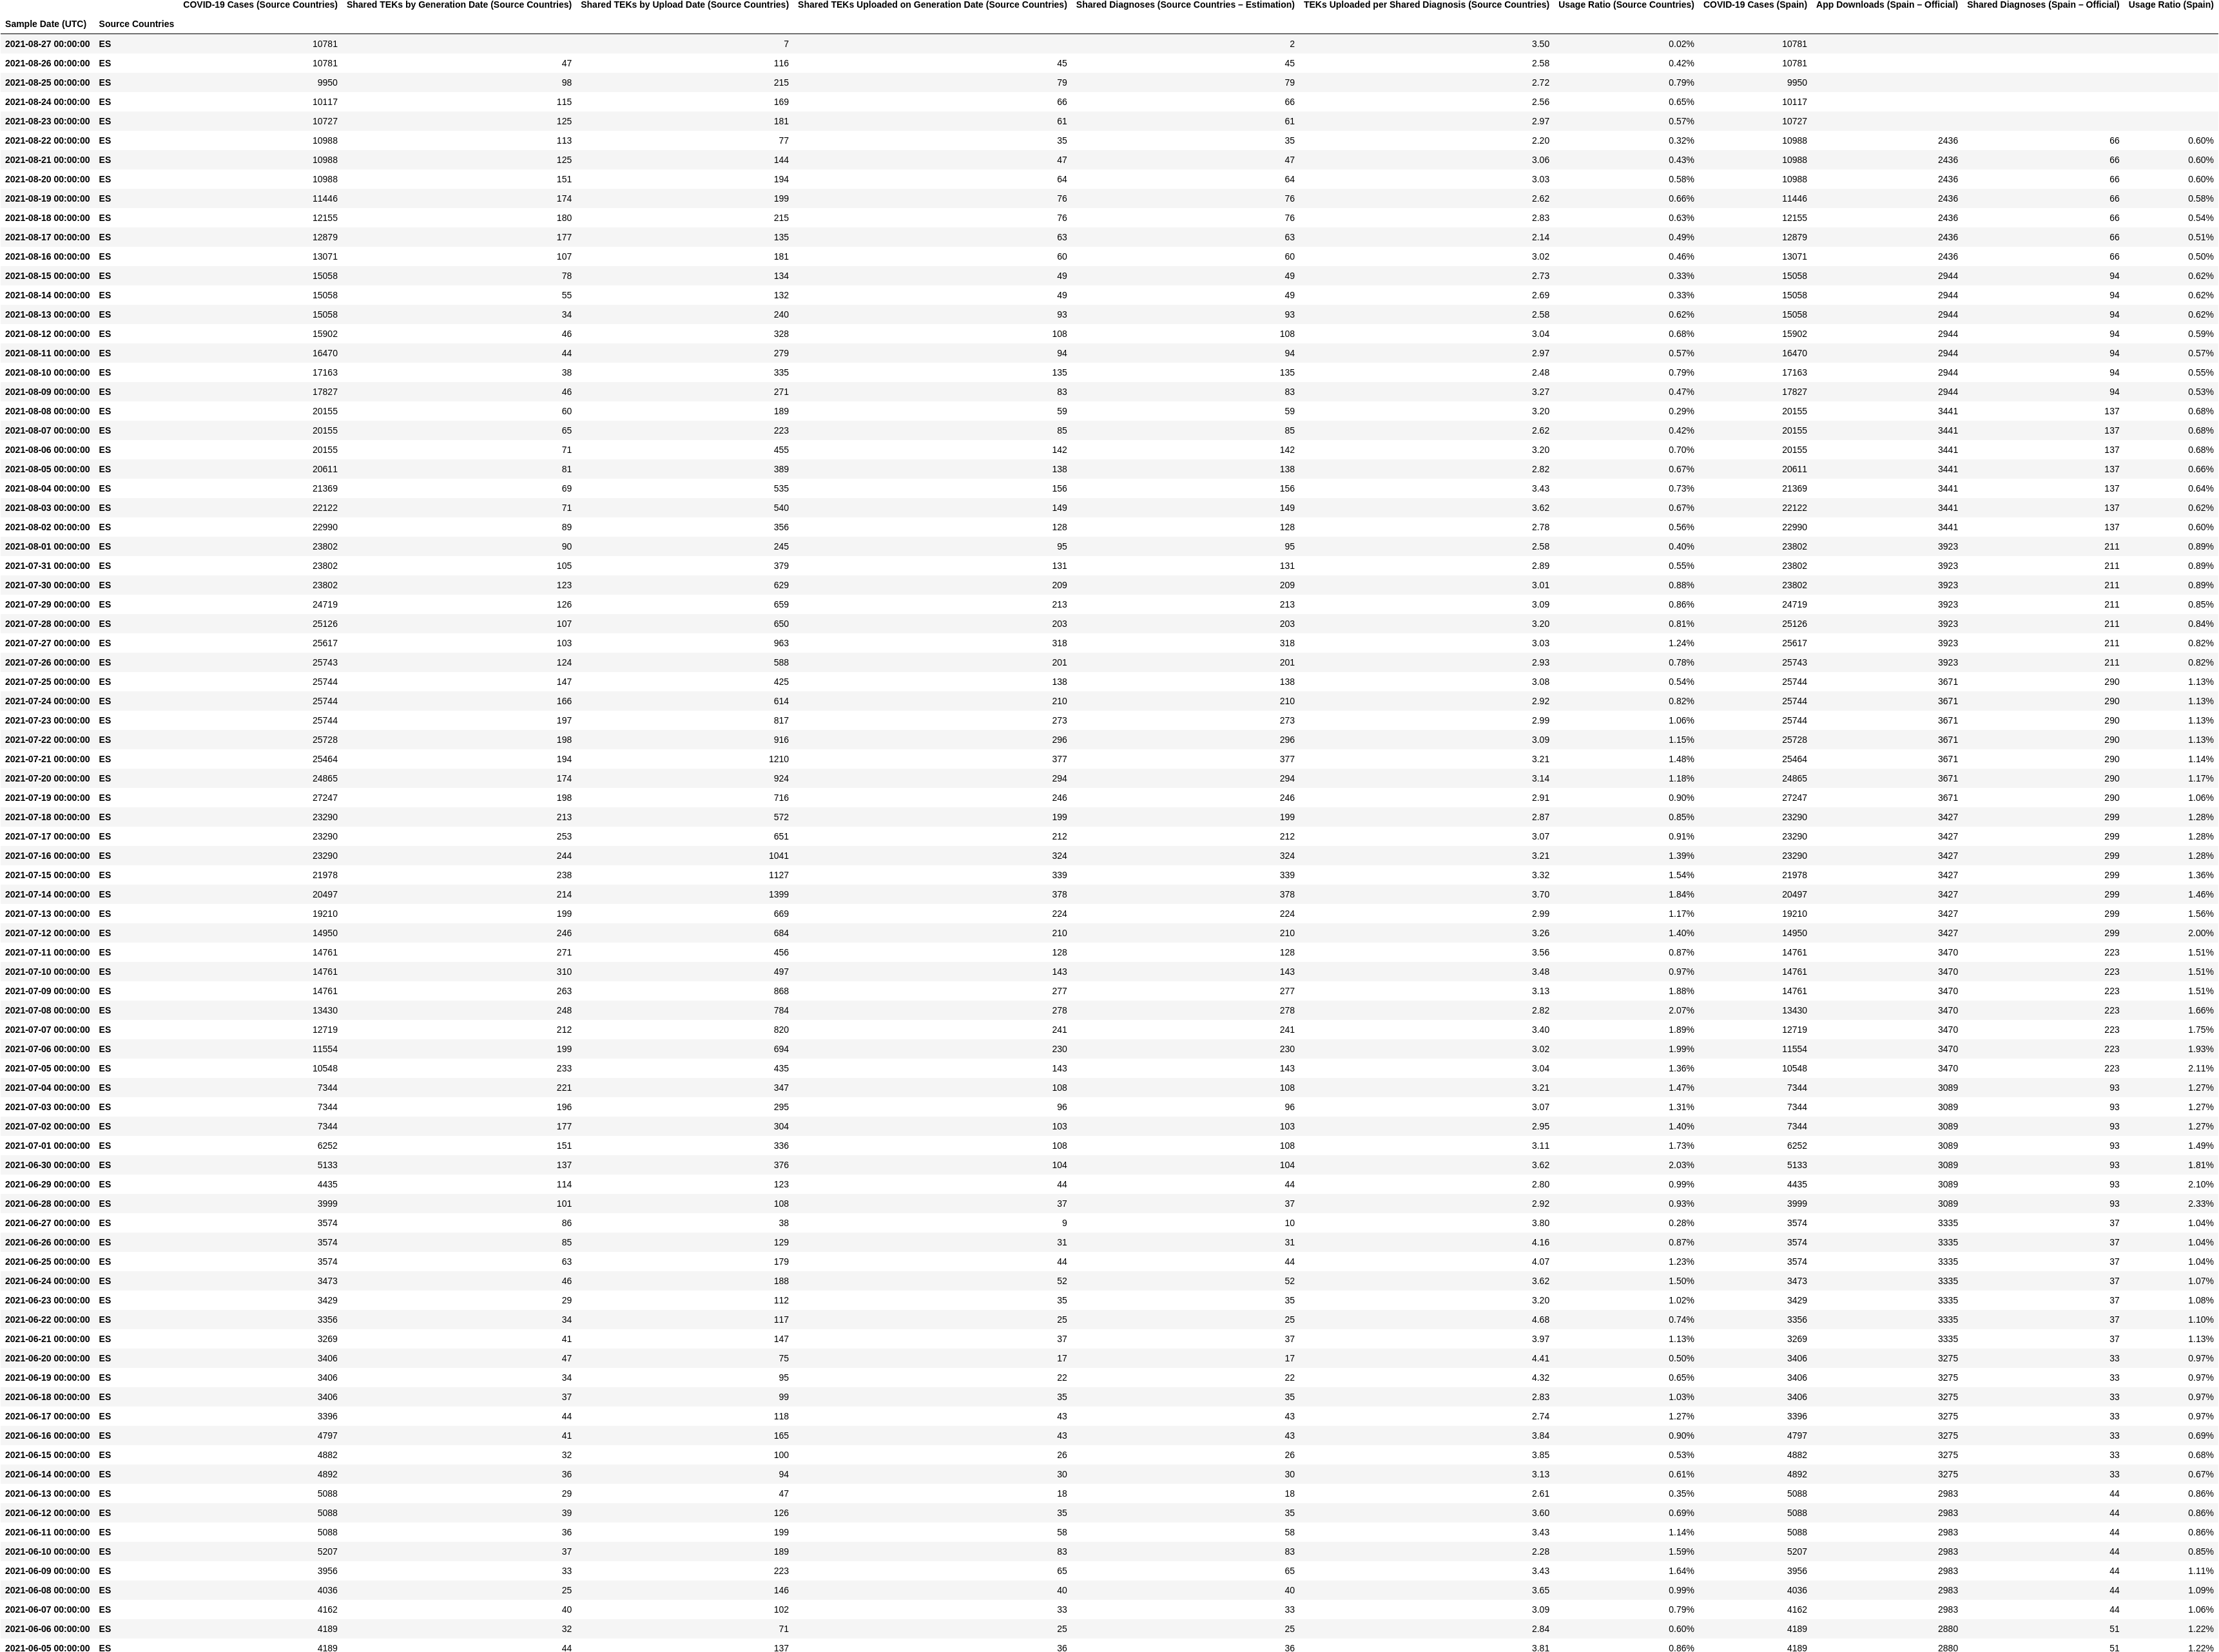 COVID-19 Cases (Source Countries) Shared TEKs by Generation Date (Source Countries) Shared TEKs by Upload Date (Source Countries) Shared TEKs Uploaded on Generation Date (Source Countries) Shared Diagnoses (Source Countries – Estimation) TEKs Uploaded per Shared Diagnosis (Source Countries) Usage Ratio (Source Countries) COVID-19 Cases (Spain) App Downloads (Spain – Official) Shared Diagnoses (Spain – Official) Usage Ratio (Spain)
Sample Date (UTC) Source Countries
2021-08-27 00:00:00 ES 10781 7 2 3.50 0.02% 10781
2021-08-26 00:00:00 ES 10781 47 116 45 45 2.58 0.42% 10781
2021-08-25 00:00:00 ES 9950 98 215 79 79 2.72 0.79% 9950
2021-08-24 00:00:00 ES 10117 115 169 66 66 2.56 0.65% 10117
2021-08-23 00:00:00 ES 10727 125 181 61 61 2.97 0.57% 10727
2021-08-22 00:00:00 ES 10988 113 77 35 35 2.20 0.32% 10988 2436 66 0.60%
2021-08-21 00:00:00 ES 10988 125 144 47 47 3.06 0.43% 10988 2436 66 0.60%
2021-08-20 00:00:00 ES 10988 151 194 64 64 3.03 0.58% 10988 2436 66 0.60%
2021-08-19 00:00:00 ES 11446 174 199 76 76 2.62 0.66% 11446 2436 66 0.58%
2021-08-18 00:00:00 ES 12155 180 215 76 76 2.83 0.63% 12155 2436 66 0.54%
2021-08-17 00:00:00 ES 12879 177 135 63 63 2.14 0.49% 12879 2436 66 0.51%
2021-08-16 00:00:00 ES 13071 107 181 60 60 3.02 0.46% 13071 2436 66 0.50%
2021-08-15 00:00:00 ES 15058 78 134 49 49 2.73 0.33% 15058 2944 94 0.62%
2021-08-14 00:00:00 ES 15058 55 132 49 49 2.69 0.33% 15058 2944 94 0.62%
2021-08-13 00:00:00 ES 15058 34 240 93 93 2.58 0.62% 15058 2944 94 0.62%
2021-08-12 00:00:00 ES 15902 46 328 108 108 3.04 0.68% 15902 2944 94 0.59%
2021-08-11 00:00:00 ES 16470 44 279 94 94 2.97 0.57% 16470 2944 94 0.57%
2021-08-10 00:00:00 ES 17163 38 335 135 135 2.48 0.79% 17163 2944 94 0.55%
2021-08-09 00:00:00 ES 17827 46 271 83 83 3.27 0.47% 17827 2944 94 0.53%
2021-08-08 00:00:00 ES 20155 60 189 59 59 3.20 0.29% 20155 3441 137 0.68%
2021-08-07 00:00:00 ES 20155 65 223 85 85 2.62 0.42% 20155 3441 137 0.68%
2021-08-06 00:00:00 ES 20155 71 455 142 142 3.20 0.70% 20155 3441 137 0.68%
2021-08-05 00:00:00 ES 20611 81 389 138 138 2.82 0.67% 20611 3441 137 0.66%
2021-08-04 00:00:00 ES 21369 69 535 156 156 3.43 0.73% 21369 3441 137 0.64%
2021-08-03 00:00:00 ES 22122 71 540 149 149 3.62 0.67% 22122 3441 137 0.62%
2021-08-02 00:00:00 ES 22990 89 356 128 128 2.78 0.56% 22990 3441 137 0.60%
2021-08-01 00:00:00 ES 23802 90 245 95 95 2.58 0.40% 23802 3923 211 0.89%
2021-07-31 00:00:00 ES 23802 105 379 131 131 2.89 0.55% 23802 3923 211 0.89%
2021-07-30 00:00:00 ES 23802 123 629 209 209 3.01 0.88% 23802 3923 211 0.89%
2021-07-29 00:00:00 ES 24719 126 659 213 213 3.09 0.86% 24719 3923 211 0.85%
2021-07-28 00:00:00 ES 25126 107 650 203 203 3.20 0.81% 25126 3923 211 0.84%
2021-07-27 00:00:00 ES 25617 103 963 318 318 3.03 1.24% 25617 3923 211 0.82%
2021-07-26 00:00:00 ES 25743 124 588 201 201 2.93 0.78% 25743 3923 211 0.82%
2021-07-25 00:00:00 ES 25744 147 425 138 138 3.08 0.54% 25744 3671 290 1.13%
2021-07-24 00:00:00 ES 25744 166 614 210 210 2.92 0.82% 25744 3671 290 1.13%
2021-07-23 00:00:00 ES 25744 197 817 273 273 2.99 1.06% 25744 3671 290 1.13%
2021-07-22 00:00:00 ES 25728 198 916 296 296 3.09 1.15% 25728 3671 290 1.13%
2021-07-21 00:00:00 ES 25464 194 1210 377 377 3.21 1.48% 25464 3671 290 1.14%
2021-07-20 00:00:00 ES 24865 174 924 294 294 3.14 1.18% 24865 3671 290 1.17%
2021-07-19 00:00:00 ES 27247 198 716 246 246 2.91 0.90% 27247 3671 290 1.06%
2021-07-18 00:00:00 ES 23290 213 572 199 199 2.87 0.85% 23290 3427 299 1.28%
2021-07-17 00:00:00 ES 23290 253 651 212 212 3.07 0.91% 23290 3427 299 1.28%
2021-07-16 00:00:00 ES 23290 244 1041 324 324 3.21 1.39% 23290 3427 299 1.28%
2021-07-15 00:00:00 ES 21978 238 1127 339 339 3.32 1.54% 21978 3427 299 1.36%
2021-07-14 00:00:00 ES 20497 214 1399 378 378 3.70 1.84% 20497 3427 299 1.46%
2021-07-13 00:00:00 ES 19210 199 669 224 224 2.99 1.17% 19210 3427 299 1.56%
2021-07-12 00:00:00 ES 14950 246 684 210 210 3.26 1.40% 14950 3427 299 2.00%
2021-07-11 00:00:00 ES 14761 271 456 128 128 3.56 0.87% 14761 3470 223 1.51%
2021-07-10 00:00:00 ES 14761 310 497 143 143 3.48 0.97% 14761 3470 223 1.51%
2021-07-09 00:00:00 ES 14761 263 868 277 277 3.13 1.88% 14761 3470 223 1.51%
2021-07-08 00:00:00 ES 13430 248 784 278 278 2.82 2.07% 13430 3470 223 1.66%
2021-07-07 00:00:00 ES 12719 212 820 241 241 3.40 1.89% 12719 3470 223 1.75%
2021-07-06 00:00:00 ES 11554 199 694 230 230 3.02 1.99% 11554 3470 223 1.93%
2021-07-05 00:00:00 ES 10548 233 435 143 143 3.04 1.36% 10548 3470 223 2.11%
2021-07-04 00:00:00 ES 7344 221 347 108 108 3.21 1.47% 7344 3089 93 1.27%
2021-07-03 00:00:00 ES 7344 196 295 96 96 3.07 1.31% 7344 3089 93 1.27%
2021-07-02 00:00:00 ES 7344 177 304 103 103 2.95 1.40% 7344 3089 93 1.27%
2021-07-01 00:00:00 ES 6252 151 336 108 108 3.11 1.73% 6252 3089 93 1.49%
2021-06-30 00:00:00 ES 5133 137 376 104 104 3.62 2.03% 5133 3089 93 1.81%
2021-06-29 00:00:00 ES 4435 114 123 44 44 2.80 0.99% 4435 3089 93 2.10%
2021-06-28 00:00:00 ES 3999 101 108 37 37 2.92 0.93% 3999 3089 93 2.33%
2021-06-27 00:00:00 ES 3574 86 38 9 10 3.80 0.28% 3574 3335 37 1.04%
2021-06-26 00:00:00 ES 3574 85 129 31 31 4.16 0.87% 3574 3335 37 1.04%
2021-06-25 00:00:00 ES 3574 63 179 44 44 4.07 1.23% 3574 3335 37 1.04%
2021-06-24 00:00:00 ES 3473 46 188 52 52 3.62 1.50% 3473 3335 37 1.07%
2021-06-23 00:00:00 ES 3429 29 112 35 35 3.20 1.02% 3429 3335 37 1.08%
2021-06-22 00:00:00 ES 3356 34 117 25 25 4.68 0.74% 3356 3335 37 1.10%
2021-06-21 00:00:00 ES 3269 41 147 37 37 3.97 1.13% 3269 3335 37 1.13%
2021-06-20 00:00:00 ES 3406 47 75 17 17 4.41 0.50% 3406 3275 33 0.97%
2021-06-19 00:00:00 ES 3406 34 95 22 22 4.32 0.65% 3406 3275 33 0.97%
2021-06-18 00:00:00 ES 3406 37 99 35 35 2.83 1.03% 3406 3275 33 0.97%
2021-06-17 00:00:00 ES 3396 44 118 43 43 2.74 1.27% 3396 3275 33 0.97%
2021-06-16 00:00:00 ES 4797 41 165 43 43 3.84 0.90% 4797 3275 33 0.69%
2021-06-15 00:00:00 ES 4882 32 100 26 26 3.85 0.53% 4882 3275 33 0.68%
2021-06-14 00:00:00 ES 4892 36 94 30 30 3.13 0.61% 4892 3275 33 0.67%
2021-06-13 00:00:00 ES 5088 29 47 18 18 2.61 0.35% 5088 2983 44 0.86%
2021-06-12 00:00:00 ES 5088 39 126 35 35 3.60 0.69% 5088 2983 44 0.86%
2021-06-11 00:00:00 ES 5088 36 199 58 58 3.43 1.14% 5088 2983 44 0.86%
2021-06-10 00:00:00 ES 5207 37 189 83 83 2.28 1.59% 5207 2983 44 0.85%
2021-06-09 00:00:00 ES 3956 33 223 65 65 3.43 1.64% 3956 2983 44 1.11%
2021-06-08 00:00:00 ES 4036 25 146 40 40 3.65 0.99% 4036 2983 44 1.09%
2021-06-07 00:00:00 ES 4162 40 102 33 33 3.09 0.79% 4162 2983 44 1.06%
2021-06-06 00:00:00 ES 4189 32 71 25 25 2.84 0.60% 4189 2880 51 1.22%
2021-06-05 00:00:00 ES 4189 44 137 36 36 3.81 0.86% 4189 2880 51 1.22%